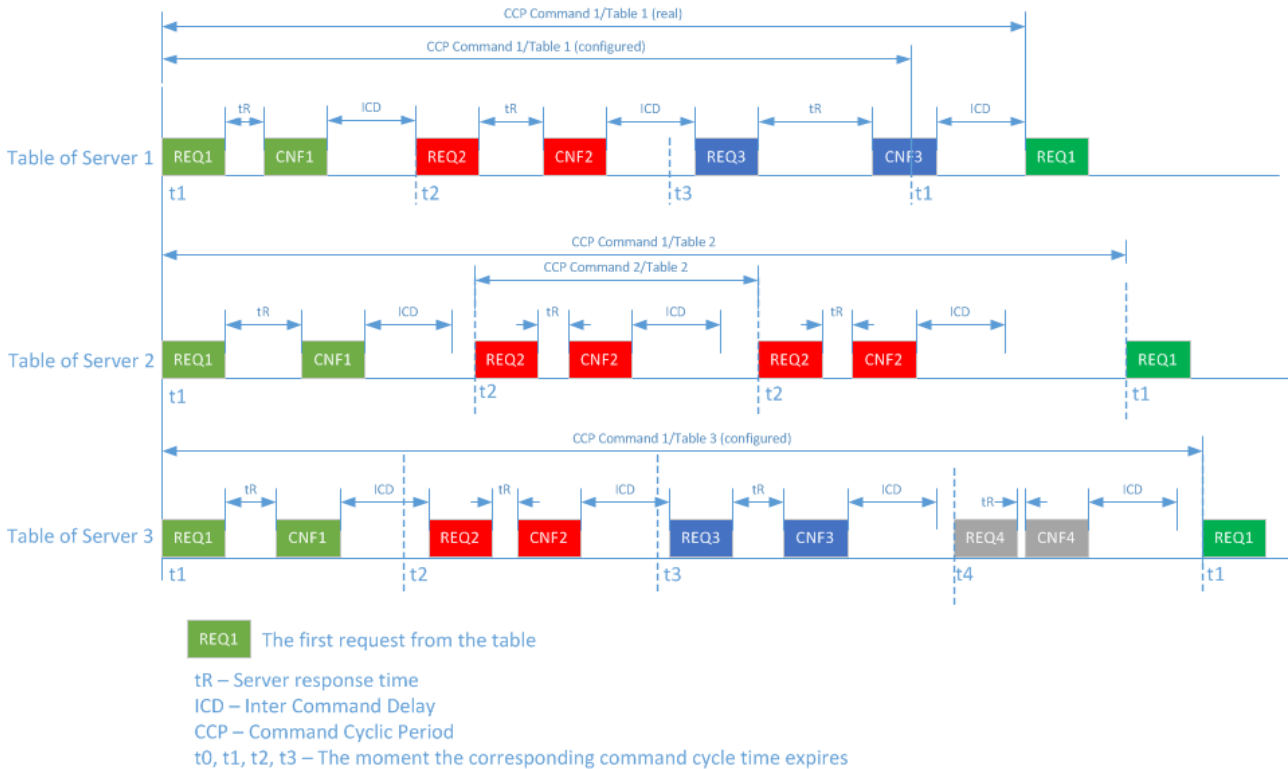 CCP Command 1/Table 1 (real)
CCP Command 1/Table 1 (configured)
tR ICD tR ICD tR ICD
Table of Server 1 REQ1 CNF1 REQ2 CNF2 REQ3 CNF3 REQ1
t1 t2 t3 t1
CCP Command 1/Table 2
CCP Command 2/Table 2
tR ICD tR ICD tR ICD
Table of Server 2 REQ1 CNF1 REQ2 CNF2 REQ2 CNF2 REQ1
t1 t2 t2 t1
CCP Command 1/Table 3 (configured)
tR ICD tR ICD tR ICD tR ICD
Table of Server 3 REQ1 CNF1 REQ2 CNF2 REQ3 CNF3 REQ4 CNF4 REQ1
t1 t2 t3 t4 t1
REQ1 The first request from the table
tR – Server response time
ICD – Inter Command Delay
CCP – Command Cyclic Period
t0, t1, t2, t3 – The moment the corresponding command cycle time expires